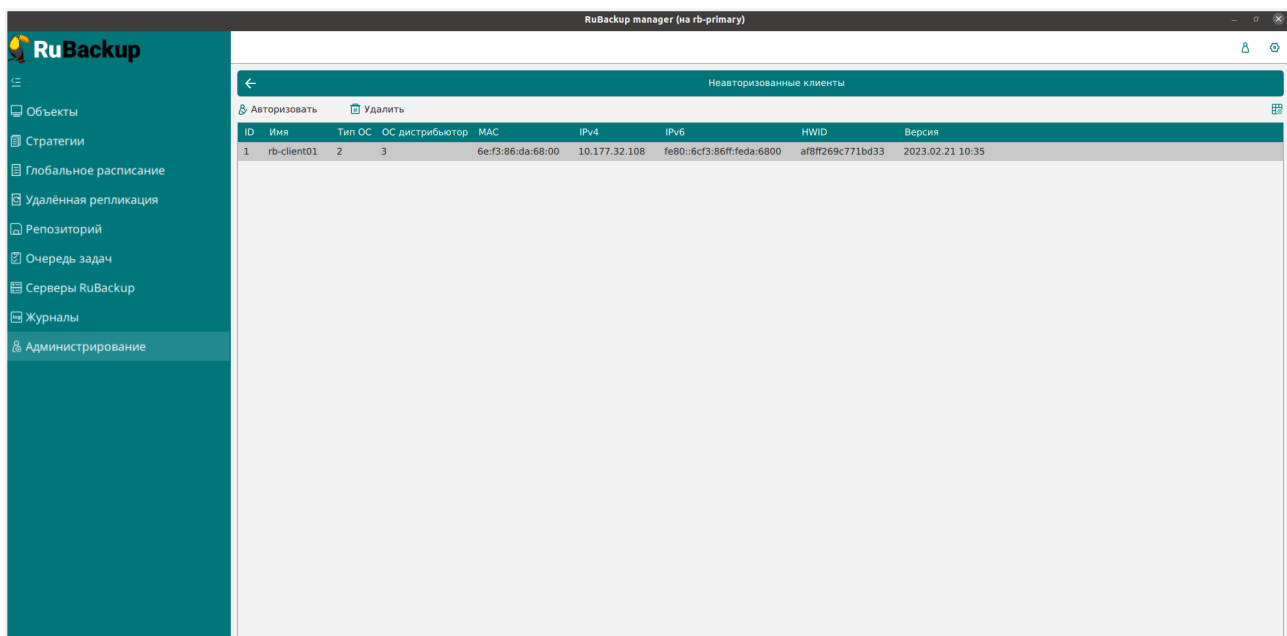 RuBackup manager (на rb-primary)
RuBackup
Неавторизованные клиенты
Объекты
Стратегии
Глобальное расписание
Удалённая репликация
Репозиторий
Очередь задач
Серверы RuBackup
Журналы
Администрирование
Авторизовать Удалить
ID Имя Тип ОС ОС дистрибьютор MAC IPv4 IPv6 HWID Версия
1 rb-client01 2 3 6e:f3:86:da:68:00 10.177.32.108 fe80::6cf3:86ff:feda:6800 af8ff269c771bd33 2023.02.21 10:35